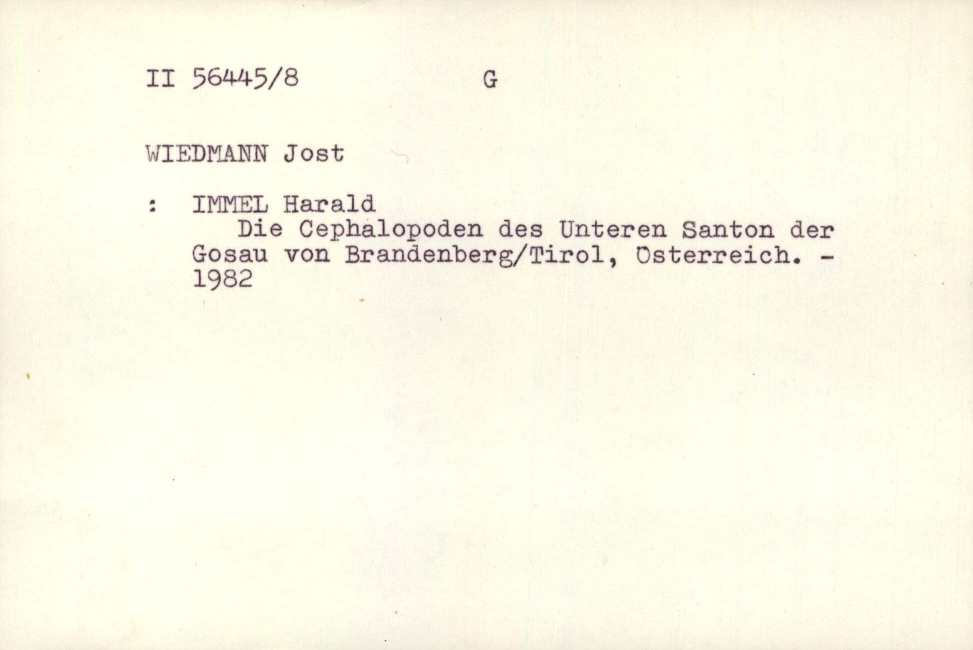 II 56445/8 G
WIEDMANN Jost
: IMMEL Harald
Die Cephalopoden des Unteren Santon der
Gosau von Brandenberg/Tirol, Osterreich. -
1982